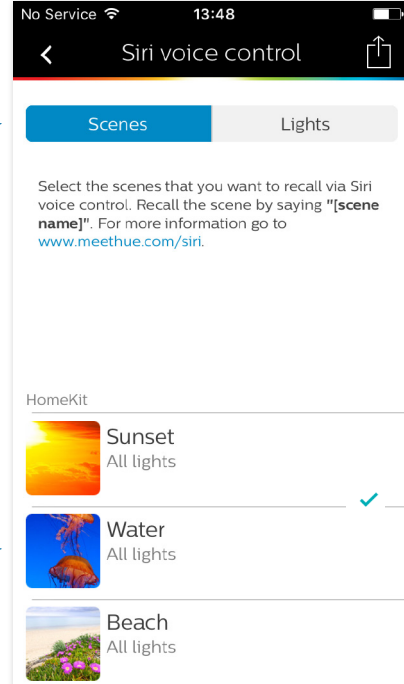 No Service 13:48
Siri voice control
Scenes Lights
Select the scenes that you want to recall via Siri
voice control. Recall the scene by saying "[scene
name]". For more information go to
www.meethue.com/siri.
HomeKit
Sunset
All lights
Water
All lights
Beach
All lights